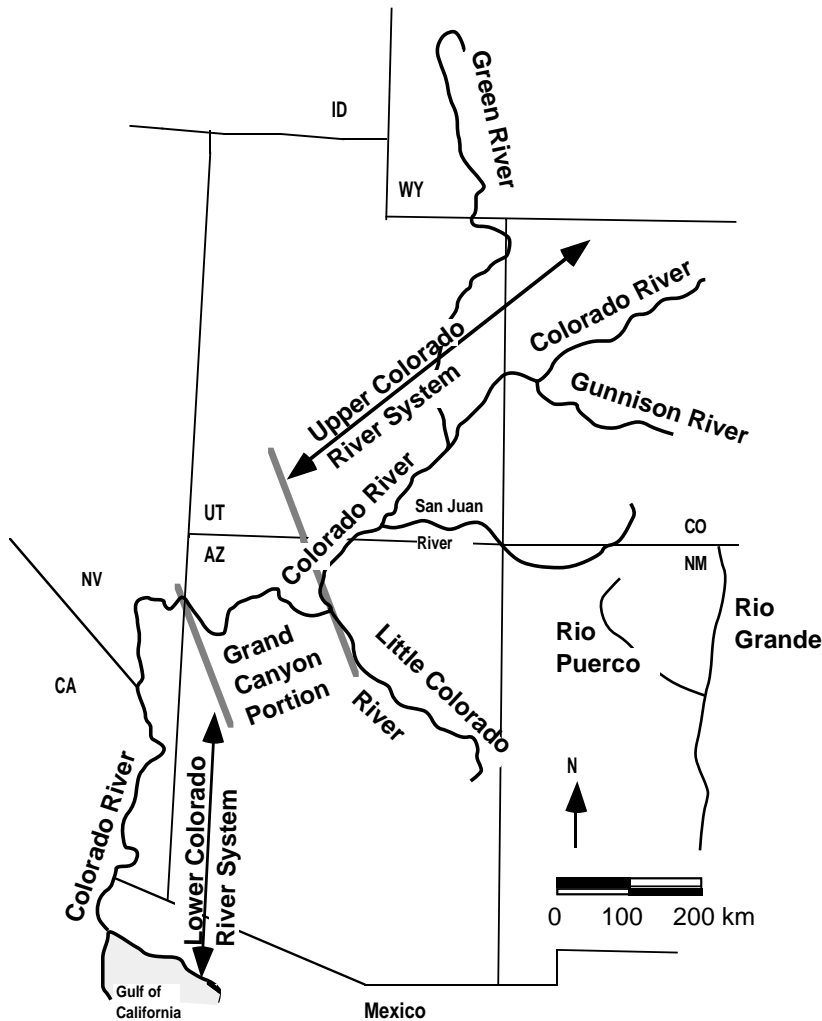 ID
Green River
WY
Colorado River
Upper Colorado
River System
Gunnison River
Colorado River
San Juan
River
UT
CO
AZ
NM
NV
Rio
Grande
Rio
Puerco
Grand
Canyon
Portion
Little Colorado
River
CA
N
Colorado River
Lower Colorado
River System
0 100 200 km
Gulf of
California
Mexico